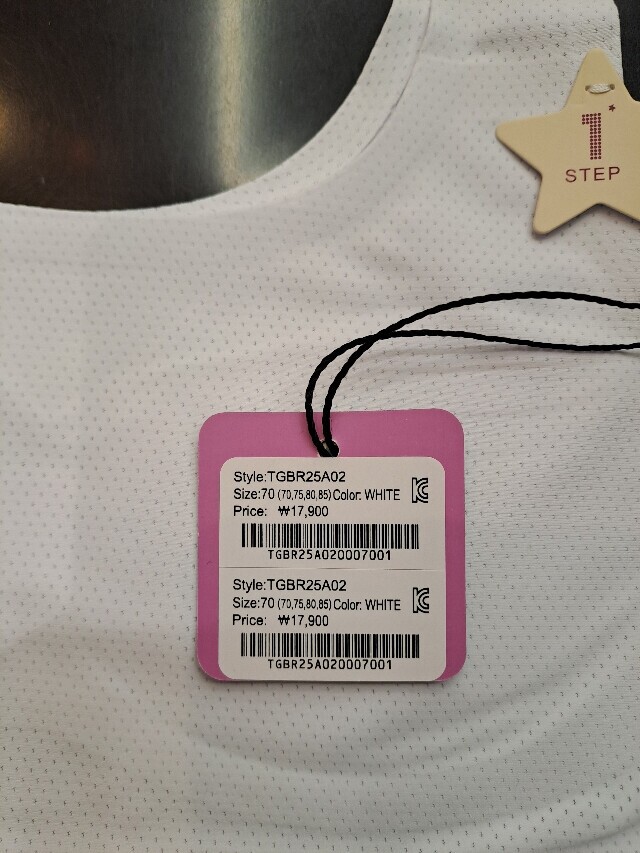 1*
STEP
Style:TGBR25A02
Size:70 (70,75,80,85) Color: WHITE
Price: ₩17,900
TGBR25A020007001
Style:TGBR25A02
Size:70 (70,75,80,85) Color: WHITE
Price: ₩17,900
TGBR25A020007001